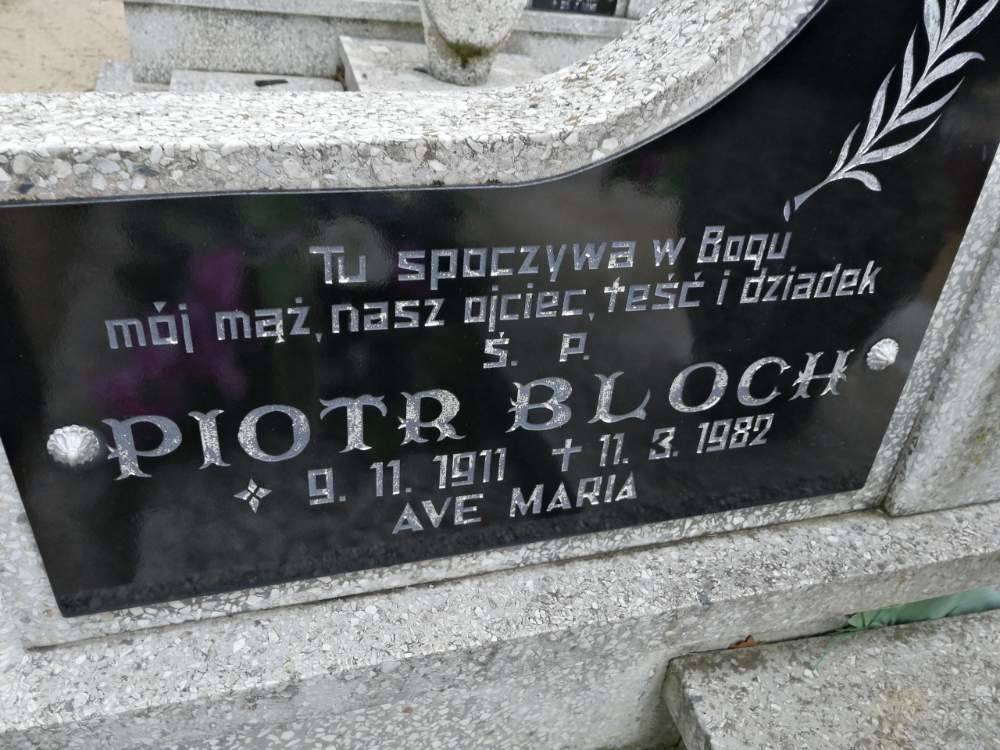 Tu spoczywa w Bogu
mój mąż, nasz ojciec, teść i dziadek
Ś. P.
PIOTR BLOCH
9. 11. 1911 + 11. 3. 1982
AVE MARIA